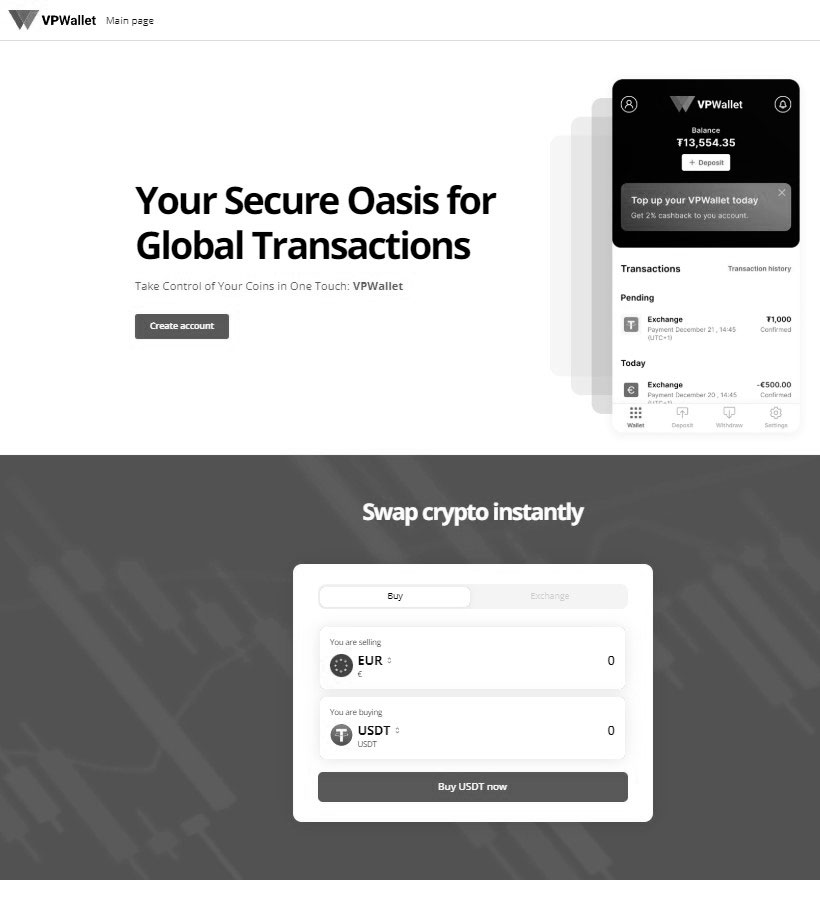 VPWallet Main page
Your Secure Oasis for
Global Transactions
Take Control of Your Coins in One Touch: VPWallet
Create account
VPWallet
Balance
₮13,554.35
+ Deposit
Top up your VPWallet today
Get 2% cashback to you account.
Transactions Transaction history
Pending
Exchange ₮1,000
Payment December 21 , 14:45 Confirmed
(UTC+1)
Today
Exchange -€500.00
Payment December 20 , 14:45 Confirmed
(UTC+1)
Wallet Deposit Withdraw Settings
Swap crypto instantly
Buy Exchange
You are selling
EUR 0
€
You are buying
USDT 0
USDT
Buy USDT now